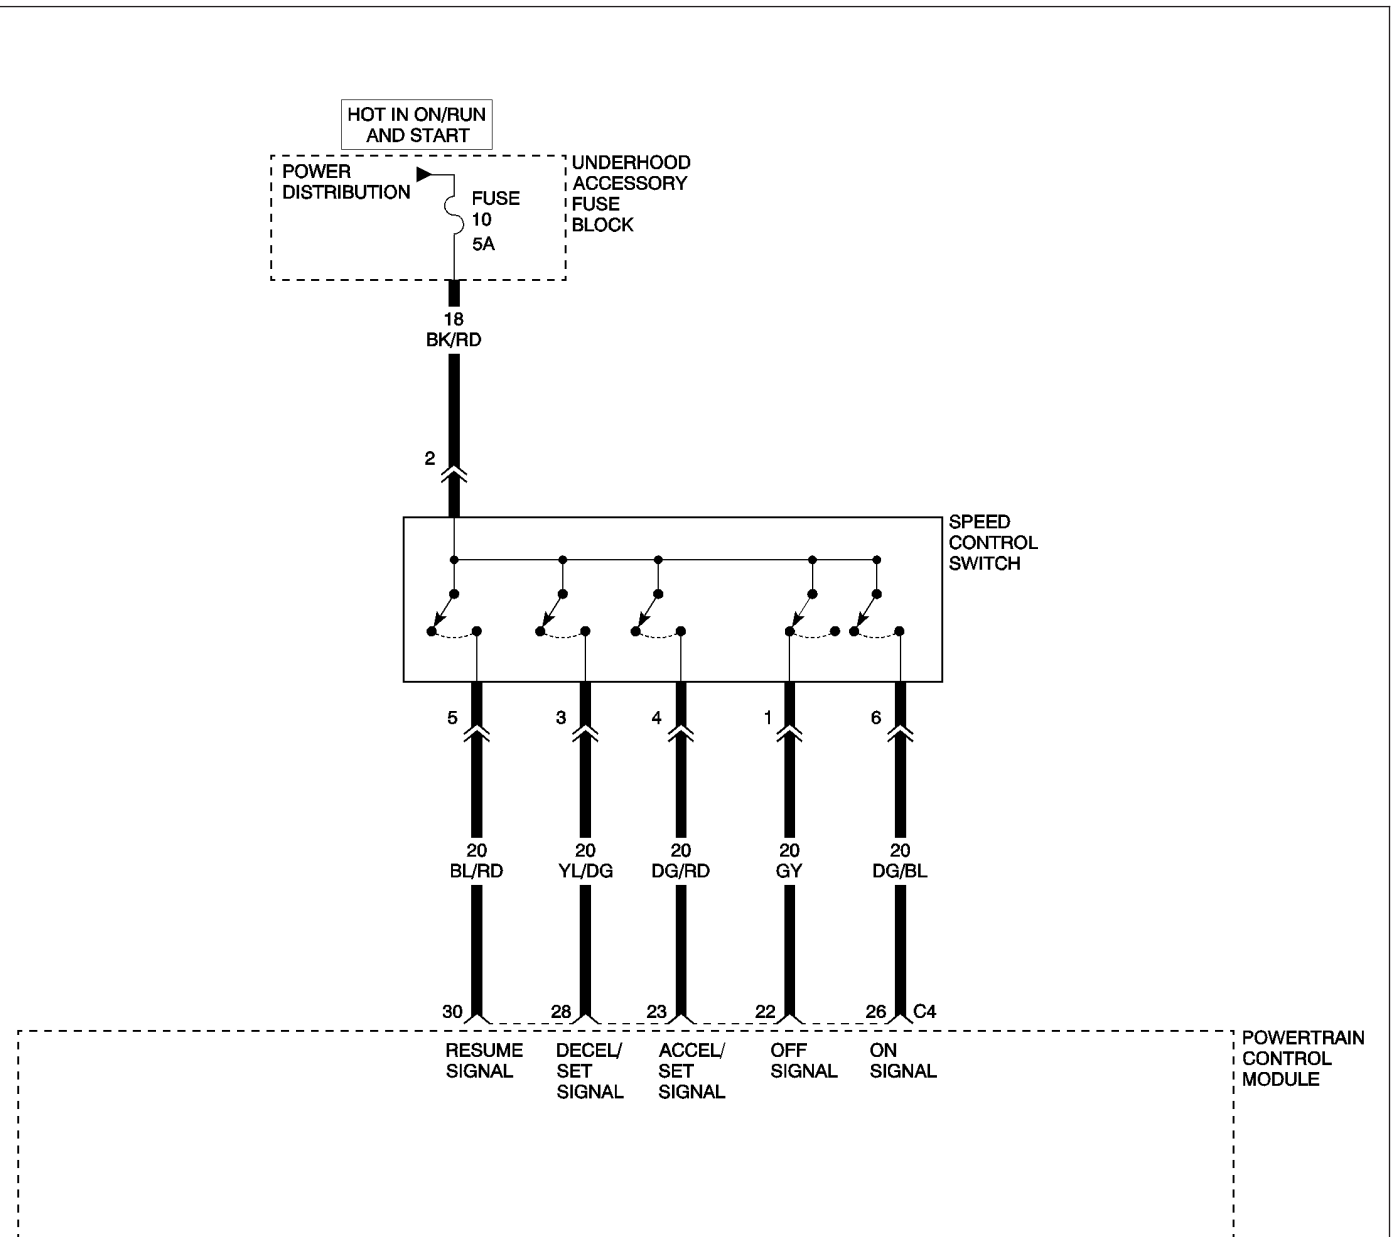 HOT IN ON/RUN
AND START
POWER
DISTRIBUTION
FUSE
10
5A
UNDERHOOD
ACCESSORY
FUSE
BLOCK
18
BK/RD
2
SPEED
CONTROL
SWITCH
5 3 4 1 6
20 20 20 20 20
BL/RD YL/DG DG/RD GY DG/BL
30 28 23 22 26 C4
RESUME
SIGNAL
DECEL/
SET
SIGNAL
ACCEL/
SET
SIGNAL
OFF
SIGNAL
ON
SIGNAL
POWERTRAIN
CONTROL
MODULE